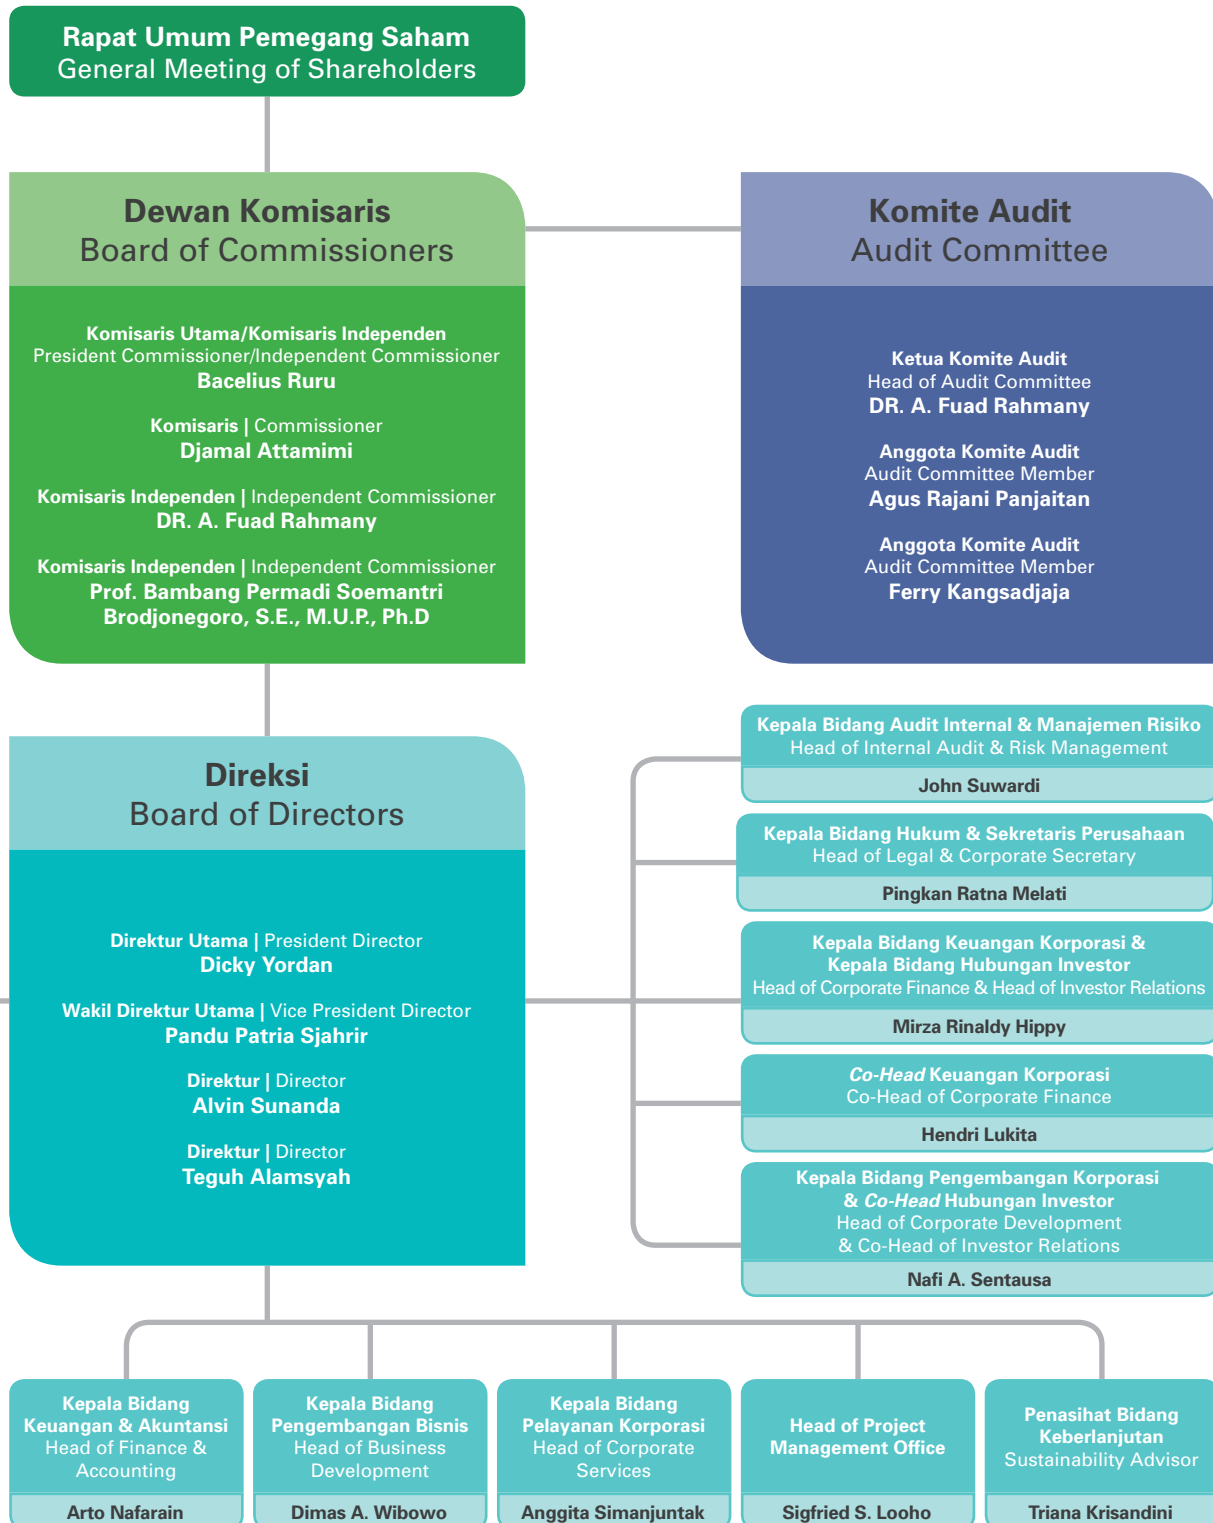 Rapat Umum Pemegang Saham
General Meeting of Shareholders
Dewan Komisaris
Board of Commissioners
Komisaris Utama/Komisaris Independen
President Commissioner/Independent Commissioner
Bacelius Ruru
Komisaris | Commissioner
Djamal Attamimi
Komisaris Independen | Independent Commissioner
DR. A. Fuad Rahmany
Komisaris Independen | Independent Commissioner
Prof. Bambang Permadi Soemantri
Brodjonegoro, S.E., M.U.P., Ph.D
Komite Audit
Audit Committee
Ketua Komite Audit
Head of Audit Committee
DR. A. Fuad Rahmany
Anggota Komite Audit
Audit Committee Member
Agus Rajani Panjaitan
Anggota Komite Audit
Audit Committee Member
Ferry Kangsadjaja
Direksi
Board of Directors
Direktur Utama | President Director
Dicky Yordan
Wakil Direktur Utama | Vice President Director
Pandu Patria Sjahrir
Direktur | Director
Alvin Sunanda
Direktur | Director
Teguh Alamsyah
Kepala Bidang Audit Internal & Manajemen Risiko
Head of Internal Audit & Risk Management
John Suwardi
Kepala Bidang Hukum & Sekretaris Perusahaan
Head of Legal & Corporate Secretary
Pingkan Ratna Melati
Kepala Bidang Keuangan Korporasi &
Kepala Bidang Hubungan Investor
Head of Corporate Finance & Head of Investor Relations
Mirza Rinaldy Hippy
Co-Head Keuangan Korporasi
Co-Head of Corporate Finance
Hendri Lukita
Kepala Bidang Pengembangan Korporasi
& Co-Head Hubungan Investor
Head of Corporate Development
& Co-Head of Investor Relations
Nafi A. Sentausa
Kepala Bidang
Keuangan & Akuntansi
Head of Finance &
Accounting
Arto Nafarain
Kepala Bidang
Pengembangan Bisnis
Head of Business
Development
Dimas A. Wibowo
Kepala Bidang
Pelayanan Korporasi
Head of Corporate
Services
Anggita Simanjuntak
Head of Project
Management Office
Sigfried S. Looho
Penasihat Bidang
Keberlanjutan
Sustainability Advisor
Triana Krisandini